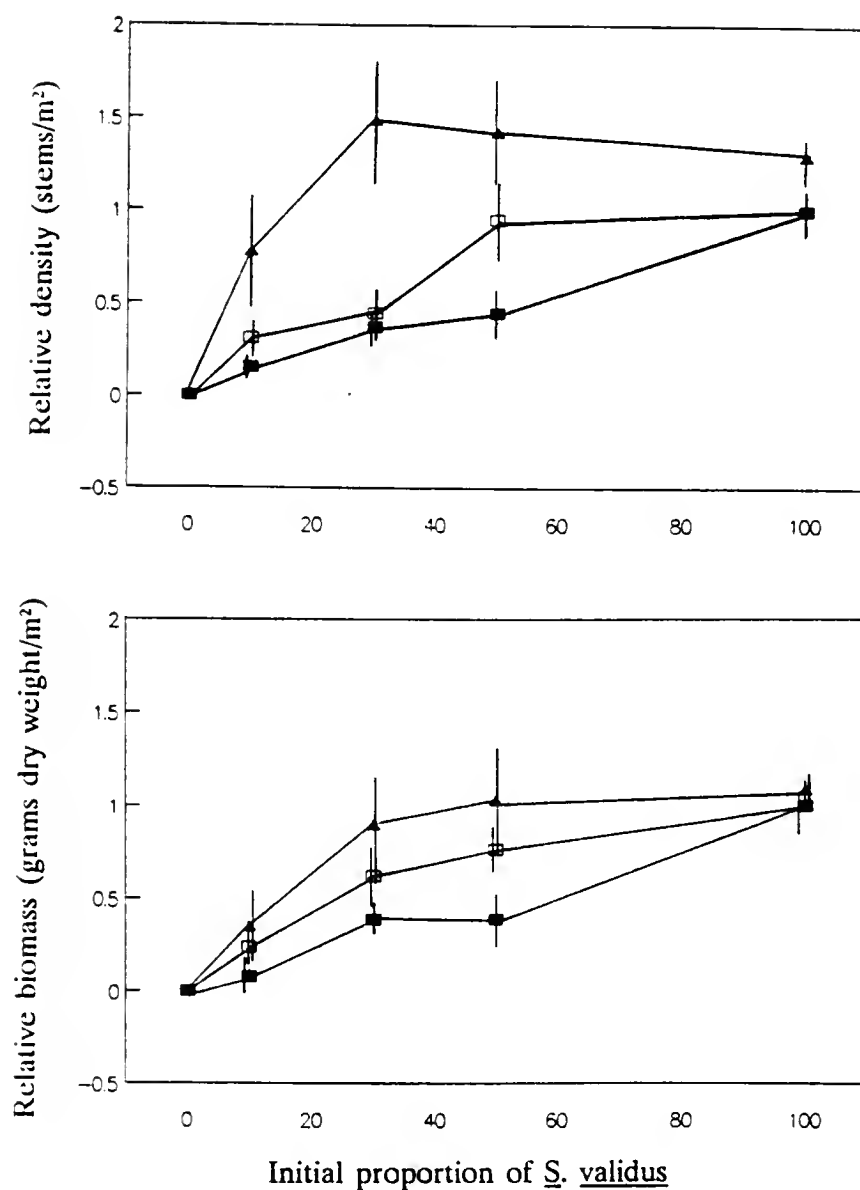 Relative density (stems/m²)
2
1.5
1
0.5
0
-0.5
0 20 40 60 80 100
Relative biomass (grams dry weight/m²)
2
1.5
1
0.5
0
-0.5
0 20 40 60 80 100
Initial proportion of S. validus